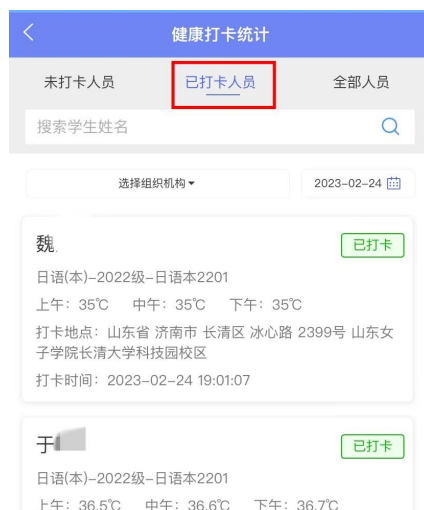 健康打卡统计
未打卡人员 已打卡人员 全部人员
搜索学生姓名
选择组织机构 2023-02-24
魏 已打卡
日语(本)-2022级-日语本2201
上午：35℃ 中午：35℃ 下午：35℃
打卡地点：山东省 济南市 长清区 冰心路 2399号 山东女
子学院长清大学科技园校区
打卡时间：2023-02-24 19:01:07
于 已打卡
日语(本)-2022级-日语本2201
上午：36.5℃ 中午：36.6℃ 下午：36.7℃